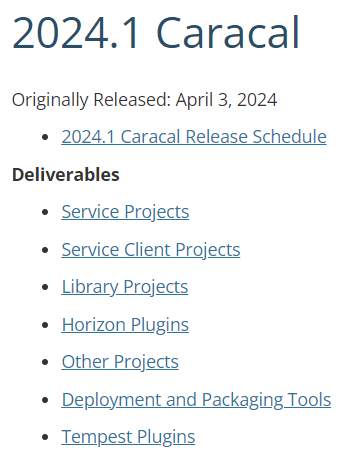 2024.1 Caracal
Originally Released: April 3, 2024
2024.1 Caracal Release Schedule
Deliverables
Service Projects
Service Client Projects
Library Projects
Horizon Plugins
Other Projects
Deployment and Packaging Tools
Tempest Plugins